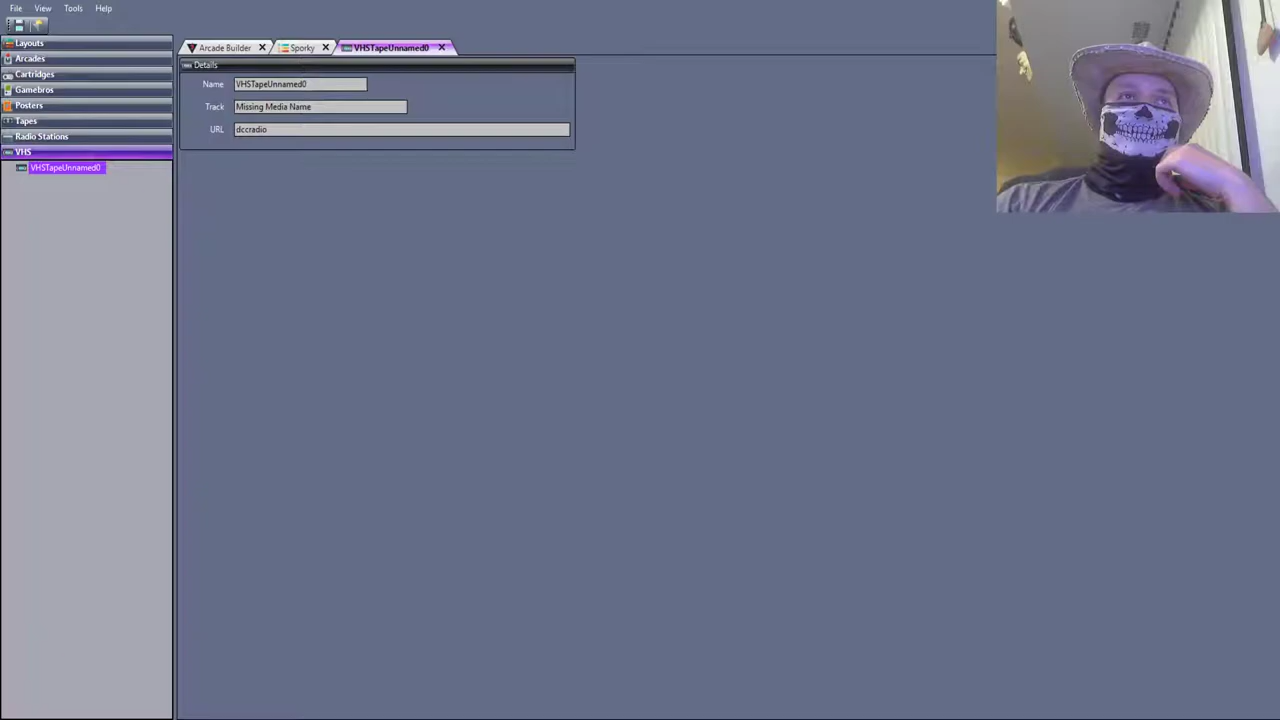 File View Tools Help
Layouts
Arcades
Cartridges
Gamebros
Posters
Tapes
Radio Stations
VHS
VHSTapeUnnamed0
Arcade Builder Sporky VHSTapeUnnamed0
Details
Name VHSTapeUnnamed0
Track Missing Media Name
URL dccradio